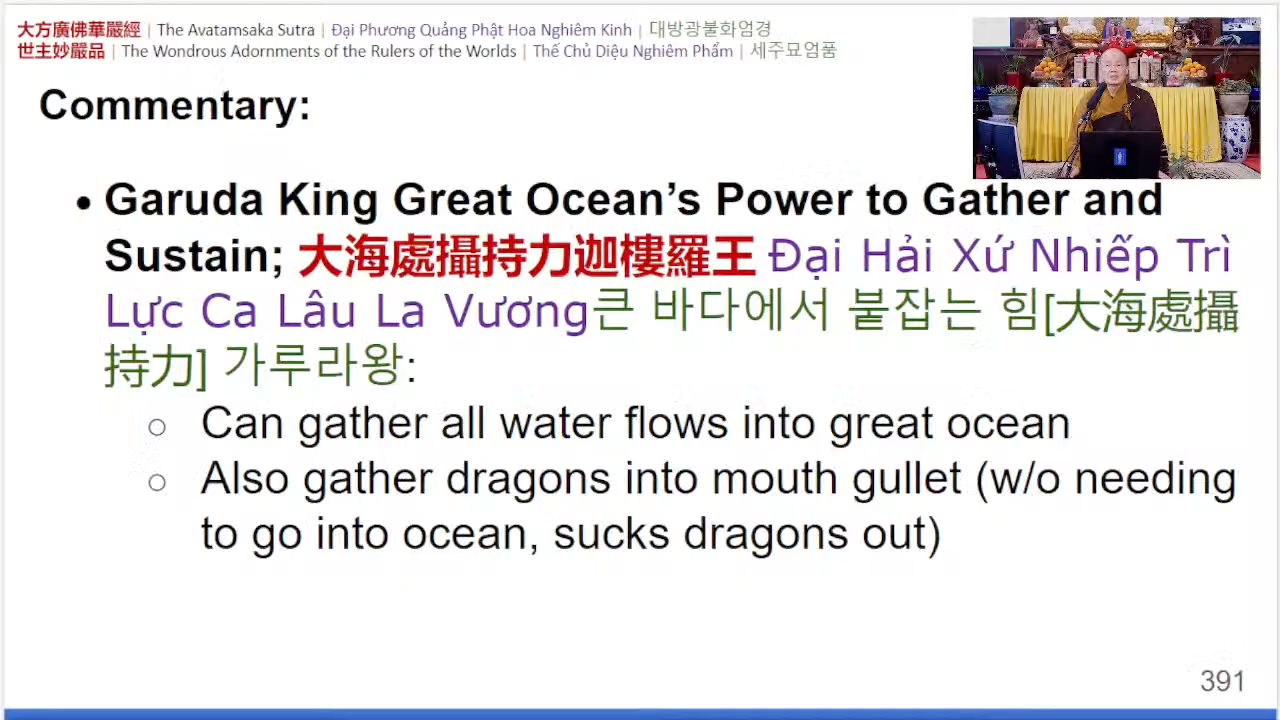 大方廣佛華嚴經 | The Avatamsaka Sutra | Đại Phương Quảng Phật Hoa Nghiêm Kinh | 대방광불화엄경
世主妙嚴品 | The Wondrous Adornments of the Rulers of the Worlds | Thế Chủ Diệu Nghiêm Phẩm | 세주묘엄품
Commentary:
• Garuda King Great Ocean’s Power to Gather and
Sustain; 大海處攝持力迦樓羅王 Đại Hải Xứ Nhiếp Trì
Lực Ca Lâu La Vương큰 바다에서 붙잡는 힘[大海處攝
持力] 가루라왕:
○ Can gather all water flows into great ocean
○ Also gather dragons into mouth gullet (w/o needing
to go into ocean, sucks dragons out)
391